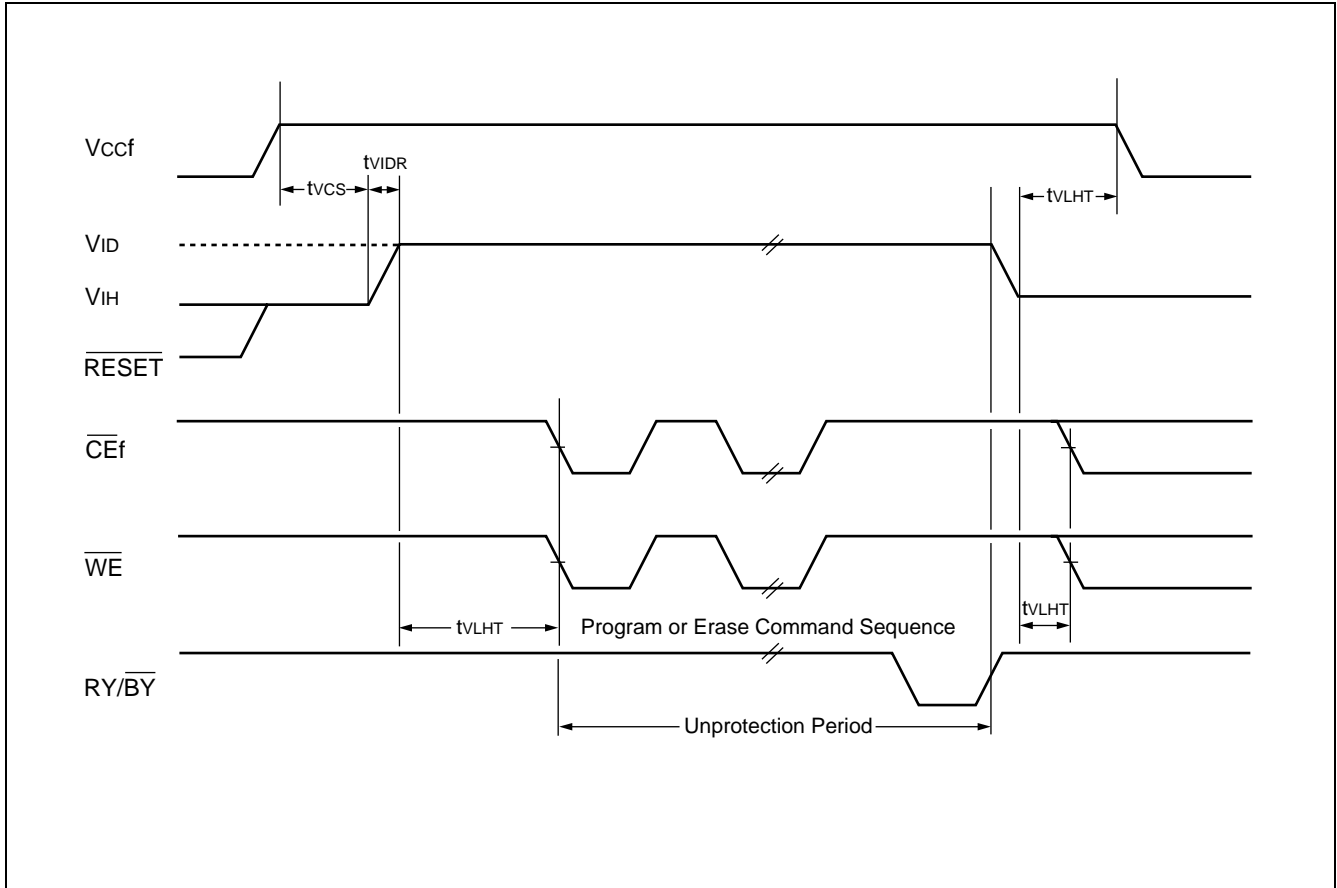 VCCf
tVIDR
tVCS
tVLHT
VID
VIH
RESET
CEf
WE
tVLHT
tVLHT
Program or Erase Command Sequence
RY/BY
Unprotection Period